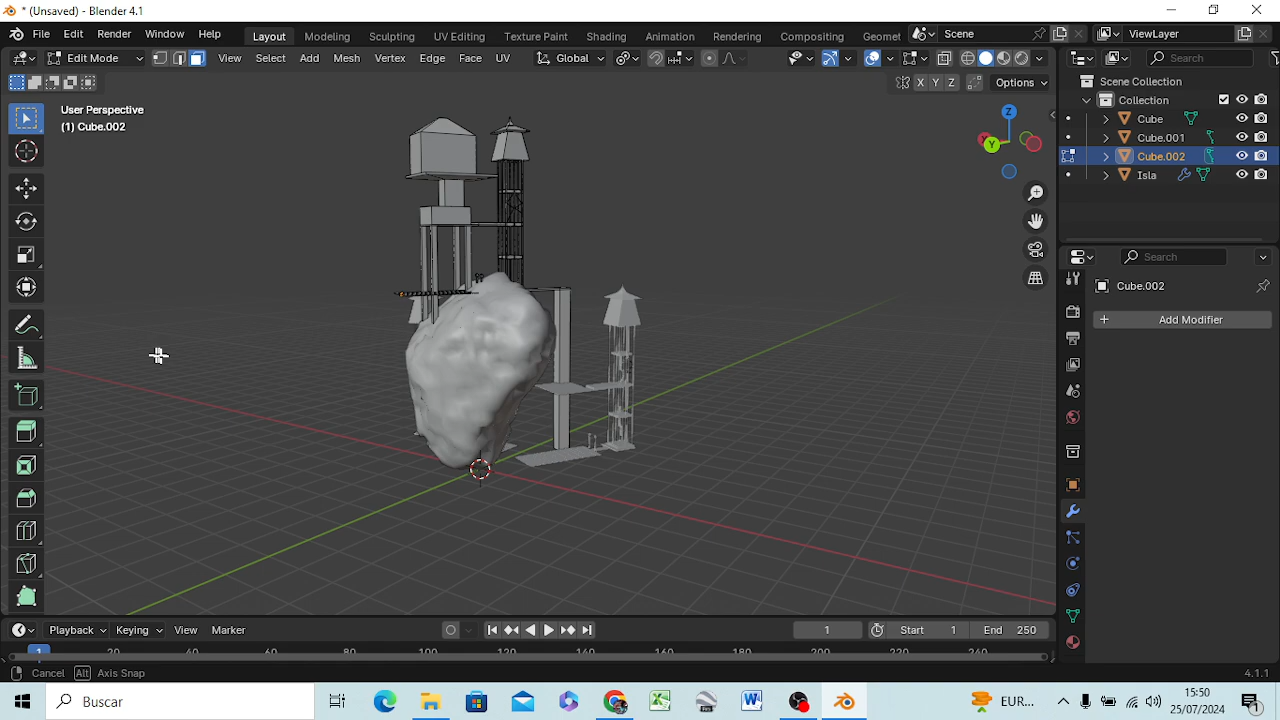 * (Unsaved) - Blender 4.1
File Edit Render Window Help Layout Modeling Sculpting UV Editing Texture Paint Shading Animation Rendering Compositing Geomet Scene ViewLayer
Edit Mode View Select Add Mesh Vertex Edge Face UV Global Search
X Y Z Options
User Perspective
(1) Cube.002
Z
Y
Scene Collection
Collection
Cube
Cube.001
Cube.002
Isla
Search
Cube.002
Add Modifier
Playback Keying View Marker 1 Start 1 End 250
1 20 40 60 80 100 120 140 160 180 200 220 240
Cancel Alt Axis Snap 4.1.1
Buscar EUR... 15:50
25/07/2024
1